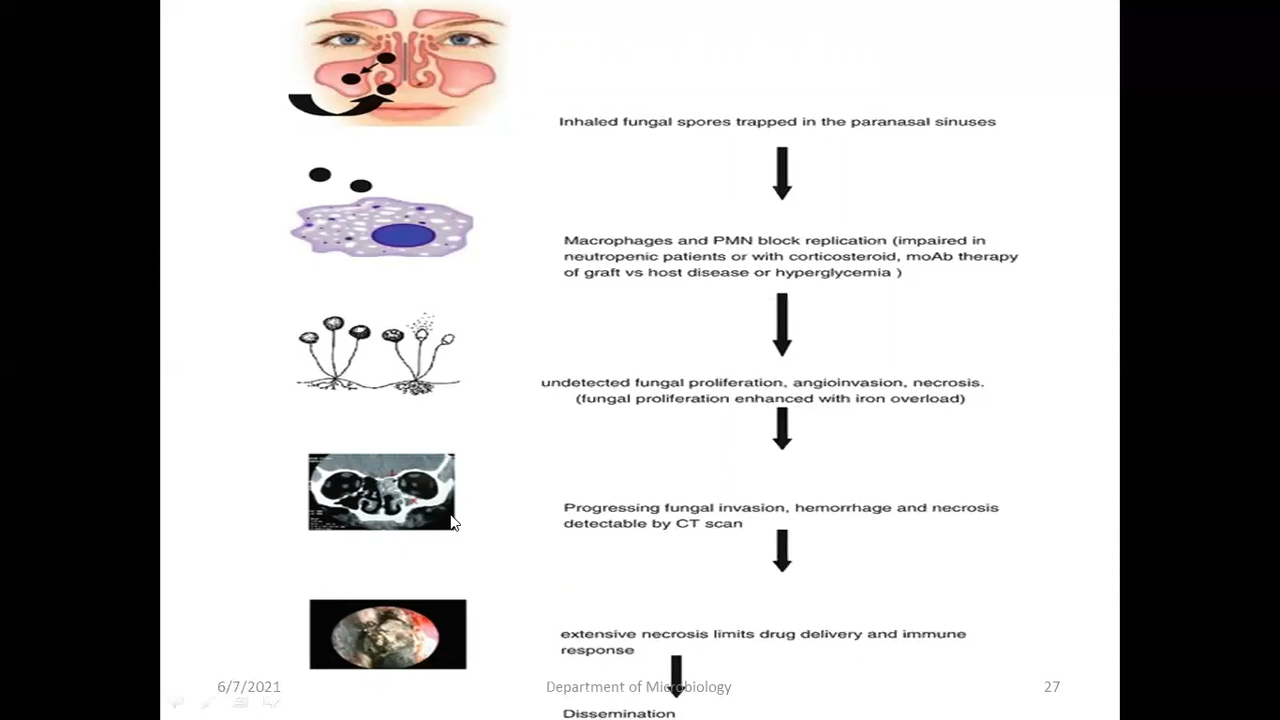 Inhaled fungal spores trapped in the paranasal sinuses
Macrophages and PMN block replication (impaired in
neutropenic patients or with corticosteroid, moAb therapy
of graft vs host disease or hyperglycemia )
undetected fungal proliferation, angioinvasion, necrosis.
(fungal proliferation enhanced with iron overload)
Progressing fungal invasion, hemorrhage and necrosis
detectable by CT scan
extensive necrosis limits drug delivery and immune
response
6/7/2021
Department of Microbiology
27
Dissemination